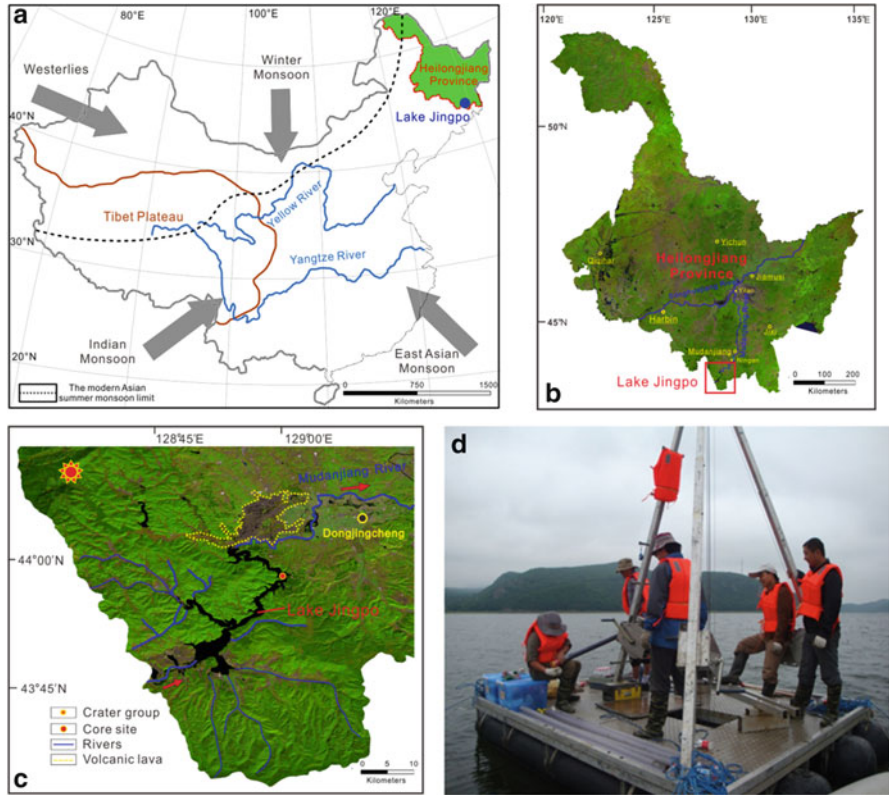 a
80°E
100°E
120°E
Westerlies
Winter
Monsoon
Heilongjiang
Province
Lake Jingpo
40°N
Tibet Plateau
Yellow River
30°N
Yangtze River
Indian
Monsoon
East Asian
Monsoon
20°N
The modern Asian
summer monsoon limit
0 750 1500
Kilometers
120°E
125°E
130°E
135°E
50°N
Yichun
Qiqihar
Heilongjiang
Province
Jiamusi
Harbin
45°N
Jixi
Mudanjiang
Ningan
Lake Jingpo
0 100 200
Kilometers
b
128°45'E
129°00'E
Mudanjiang River
Dongjingcheng
44°00'N
Lake Jingpo
43°45'N
Crater group
Core site
Rivers
Volcanic lava
0 5 10
Kilometers
c
d